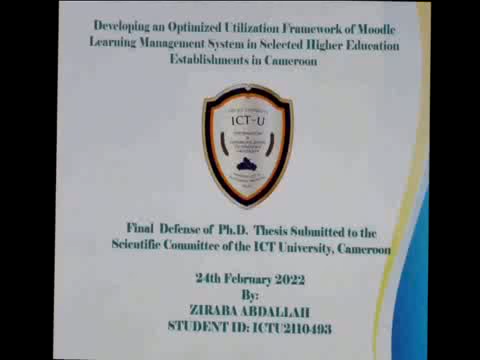 Developing an Optimized Utilization Framework of Moodle
Learning Management System in Selected Higher Education
Establishments in Cameroon
ICT-U
Final Defense of Ph.D. Thesis Submitted to the
Scientific Committee of the ICT University, Cameroon
24th February 2022
By:
ZIRABA ABDALLAH
STUDENT ID: ICTU2110493